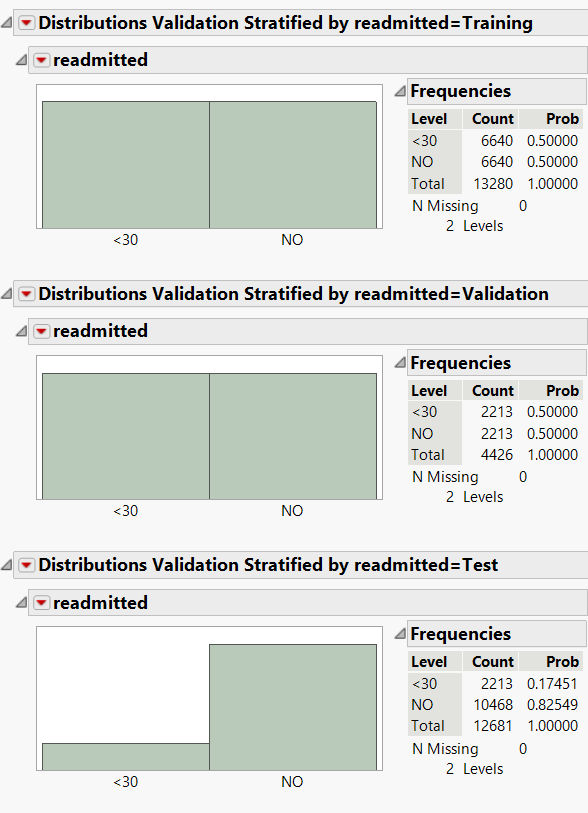 Distributions Validation Stratified by readmitted=Training
readmitted
<30 NO
Frequencies
Level Count Prob
<30 6640 0.50000
NO 6640 0.50000
Total 13280 1.00000
N Missing 0
2 Levels
Distributions Validation Stratified by readmitted=Validation
readmitted
<30 NO
Frequencies
Level Count Prob
<30 2213 0.50000
NO 2213 0.50000
Total 4426 1.00000
N Missing 0
2 Levels
Distributions Validation Stratified by readmitted=Test
readmitted
<30 NO
Frequencies
Level Count Prob
<30 2213 0.17451
NO 10468 0.82549
Total 12681 1.00000
N Missing 0
2 Levels